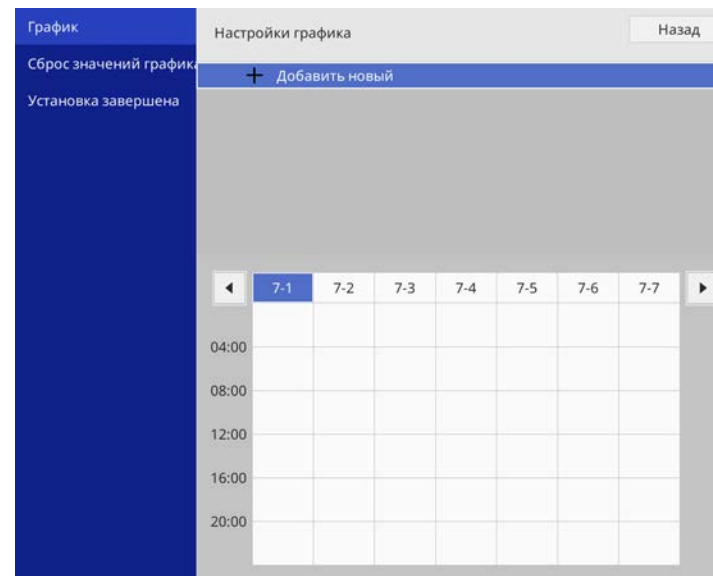 График
Сброс значений графика
Установка завершена
Настройки графика
Назад
Добавить новый
7-1 7-2 7-3 7-4 7-5 7-6 7-7
04:00
08:00
12:00
16:00
20:00